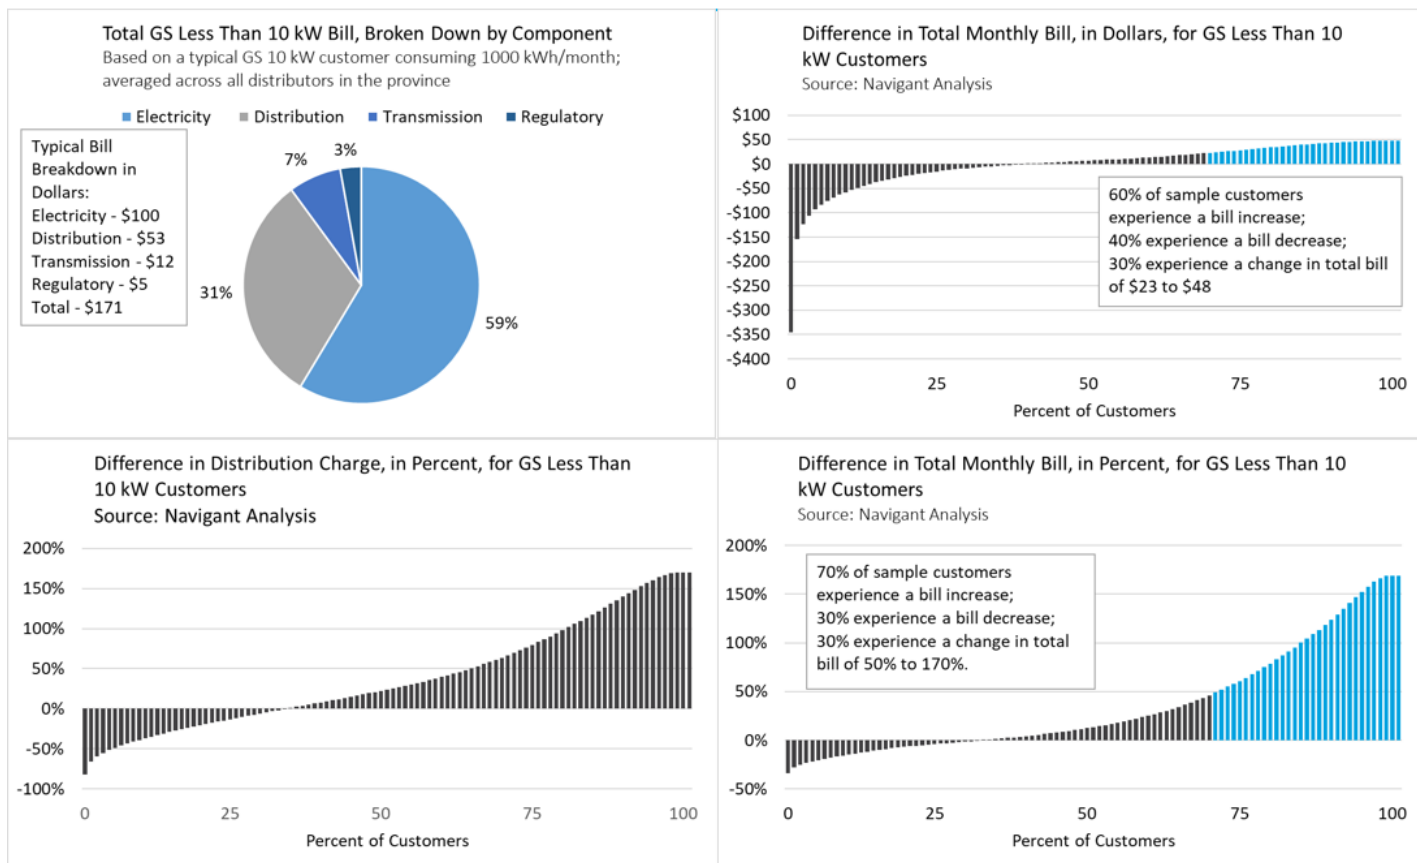 Total GS Less Than 10 kW Bill, Broken Down by Component
Based on a typical GS 10 kW customer consuming 1000 kWh/month;
averaged across all distributors in the province
Electricity
Distribution
Transmission
Regulatory
Typical Bill
Breakdown in
Dollars:
Electricity - $100
Distribution - $53
Transmission - $12
Regulatory - $5
Total - $171
7%
3%
31%
59%
Difference in Total Monthly Bill, in Dollars, for GS Less Than 10
kW Customers
Source: Navigant Analysis
$100
$50
$0
-$50
-$100
-$150
-$200
-$250
-$300
-$350
-$400
60% of sample customers
experience a bill increase;
40% experience a bill decrease;
30% experience a change in total bill
of $23 to $48
0
25
50
75
100
Percent of Customers
Difference in Distribution Charge, in Percent, for GS Less Than
10 kW Customers
Source: Navigant Analysis
200%
150%
100%
50%
0%
-50%
-100%
0
25
50
75
100
Percent of Customers
Difference in Total Monthly Bill, in Percent, for GS Less Than 10
kW Customers
Source: Navigant Analysis
200%
150%
100%
50%
0%
-50%
70% of sample customers
experience a bill increase;
30% experience a bill decrease;
30% experience a change in total
bill of 50% to 170%.
0
25
50
75
100
Percent of Customers